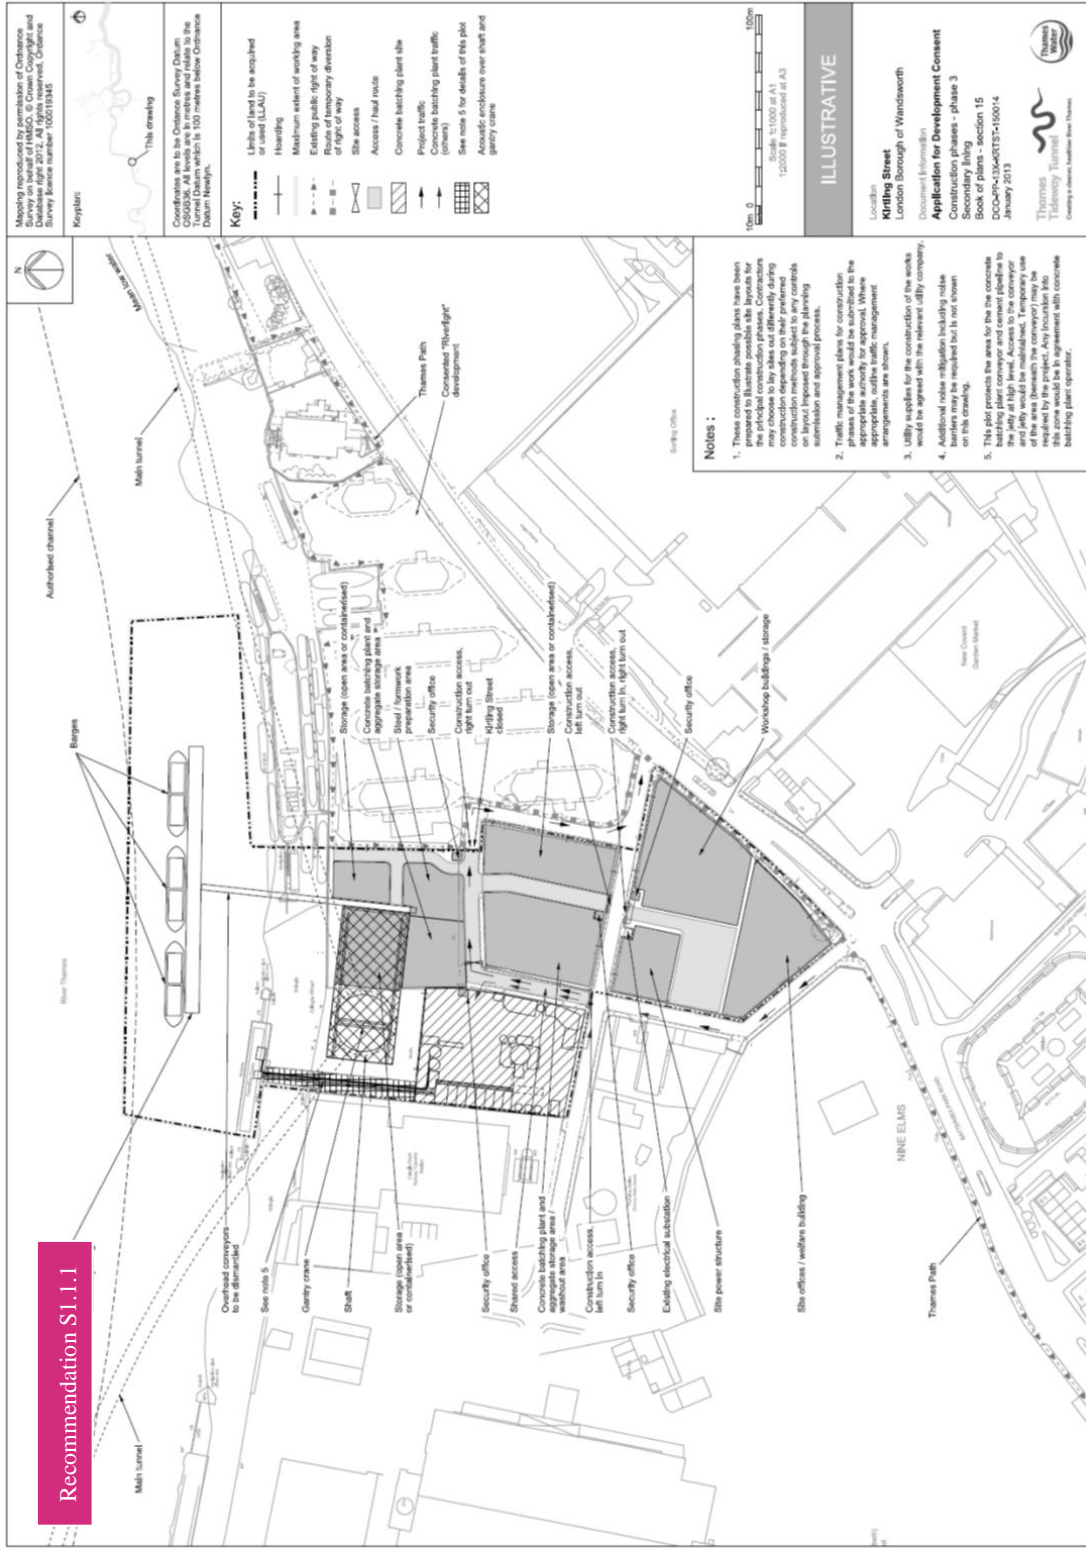 Recommendation S1.1.1
Mapping reproduced by permission of Ordnance
Survey on behalf of HMSO. © Crown Copyright and
Database right 2012. All rights reserved. Ordnance
Survey licence number 100019345
Keyplan:
This drawing
Coordinates are to be Ordnance Survey Datum
OSGB36. All levels are in metres and relate to the
Tunnel Datum which is 100 metres below Ordnance
Datum Newlyn.
Key:
Limits of land to be acquired
or used (LLAU)
Hoarding
Maximum extent of working area
Existing public right of way
Route of temporary diversion
of right of way
Site access
Access / haul route
Concrete batching plant site
Project traffic
Concrete batching plant traffic
(others)
See note 5 for details of this plot
Acoustic enclosure over shaft and
gantry crane
10m 0
100m
Scale 1:1000 at A1
1:2000 if reproduced at A3
ILLUSTRATIVE
Location
Kirtling Street
London Borough of Wandsworth
Document Information
Application for Development Consent
Construction phases - phase 3
Secondary lining
Book of plans - section 15
DCO-PP-13X-KRTST-150014
January 2013
Thames
Tideway Tunnel
Creating a cleaner, healthier River Thames
Thames
Water
N
Notes :
1. These construction phasing plans have been
prepared to illustrate possible site layouts for
the principal construction phases. Contractors
may choose to lay sites out differently during
construction depending on their preferred
construction methods subject to any controls
on layout imposed through the planning
submission and approval process.
2. Traffic management plans for construction
phases of the work would be submitted to the
appropriate authority for approval. Where
appropriate, outline traffic management
arrangements are shown.
3. Utility supplies for the construction of the works
would be agreed with the relevant utility company.
4. Additional noise mitigation including noise
barriers may be required but is not shown
on this drawing.
5. This plot protects the area for the the concrete
batching plant conveyor and cement pipeline to
the jetty at high level. Access to the conveyor
and jetty would be maintained. Temporary use
of the area (beneath the conveyor) may be
required by the project. Any incursion into
this zone would be in agreement with concrete
batching plant operator.
Mean low water
Authorised channel
Main tunnel
Thames Path
Consented "Riverlight"
development
Barges
River Thames
Storage (open area or containerised)
Concrete batching plant and
aggregate storage area
Steel / formwork
preparation area
Security office
Construction access,
right turn out
Kirtling Street
closed
Storage (open area or containerised)
Construction access,
left turn out
Construction access,
right turn in, right turn out
Security office
Workshop buildings / storage
Sorting Office
New Covent
Garden Market
Main tunnel
Overhead conveyors
to be dismantled
See note 5
Gantry crane
Shaft
Storage (open area
or containerised)
Security office
Shared access
Concrete batching plant and
aggregate storage area /
washout area
Construction access,
left turn in
Security office
Existing electrical substation
Site power structure
Site offices / welfare building
Thames Path
NINE ELMS